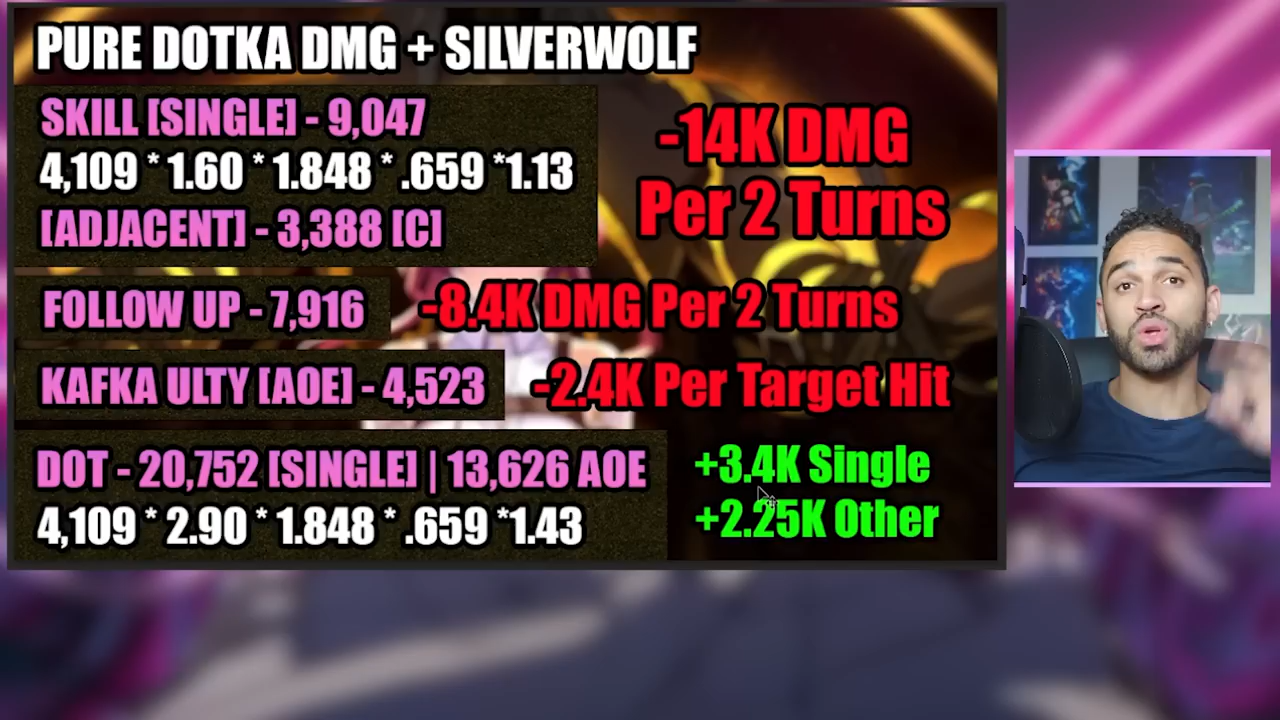 PURE DOTKA DMG + SILVERWOLF
SKILL [SINGLE] - 9,047
4,109 * 1.60 * 1.848 * .659 *1.13
[ADJACENT] - 3,388 [C]
-14K DMG
Per 2 Turns
FOLLOW UP - 7,916
-8.4K DMG Per 2 Turns
KAFKA ULTY [AOE] - 4,523
-2.4K Per Target Hit
DOT - 20,752 [SINGLE] | 13,626 AOE
4,109 * 2.90 * 1.848 * .659 *1.43
+3.4K Single
+2.25K Other